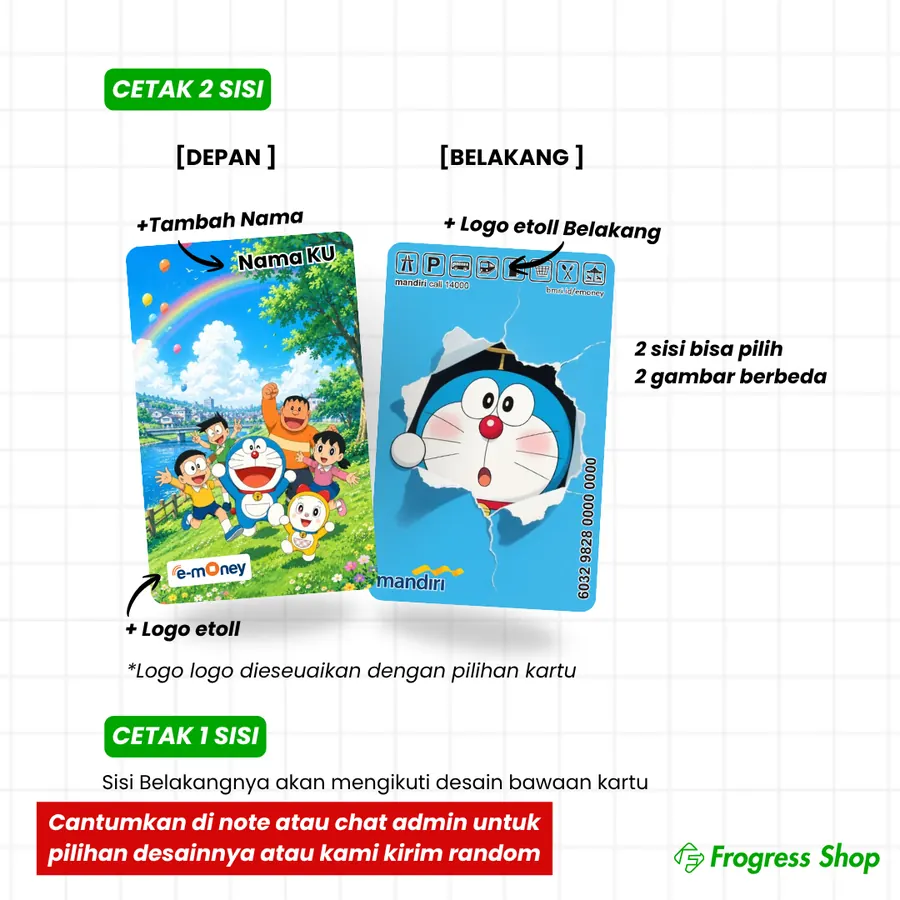 CETAK 2 SISI
[DEPAN ]
[BELAKANG ]
+Tambah Nama
+ Logo etoll Belakang
Nama KU
P
mandiri call 14000
bmri.id/emoney
2 sisi bisa pilih
2 gambar berbeda
6032 9828 0000 0000
e-money
mandiri
+ Logo etoll
*Logo logo dieseuaikan dengan pilihan kartu
CETAK 1 SISI
Sisi Belakangnya akan mengikuti desain bawaan kartu
Cantumkan di note atau chat admin untuk
pilihan desainnya atau kami kirim random
Frogress Shop